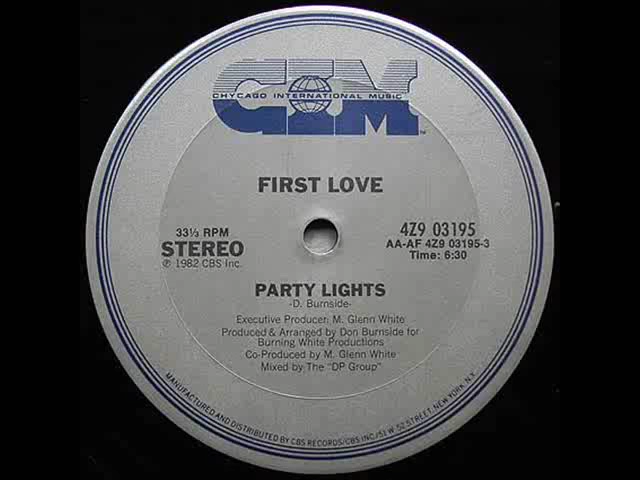 CIM
CHYCAGO INTERNATIONAL MUSIC
TM
FIRST LOVE
33⅓ RPM
STEREO
℗ 1982 CBS Inc.
4Z9 03195
AA-AF 4Z9 03195-3
Time: 6:30
PARTY LIGHTS
-D. Burnside-
Executive Producer: M. Glenn White
Produced & Arranged by Don Burnside for
Burning White Productions
Co-Produced by M. Glenn White
Mixed by The "DP Group"
MANUFACTURED AND DISTRIBUTED BY CBS RECORDS/CBS INC./51 W. 52 STREET, NEW YORK, N.Y.